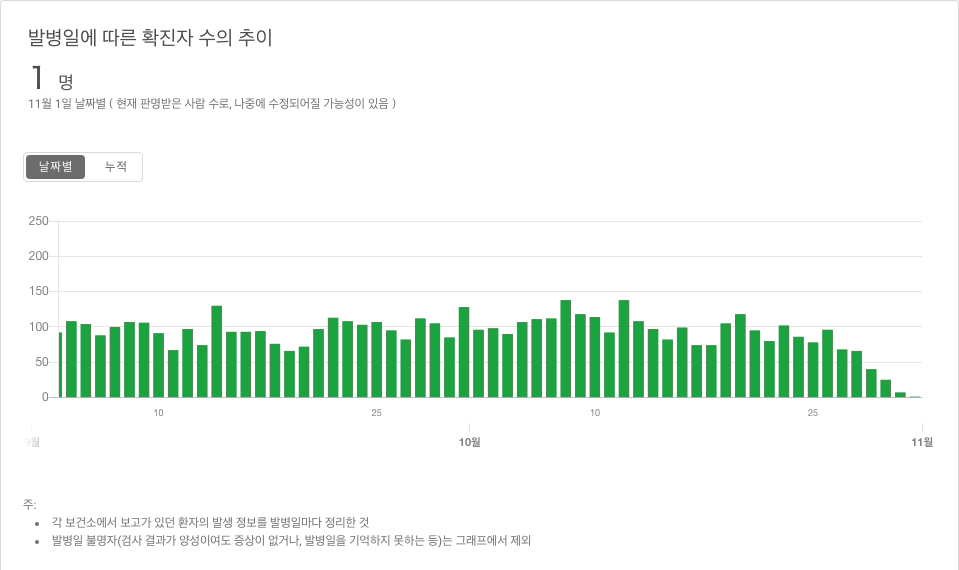 발병일에 따른 확진자 수의 추이
1 명
11월 1일 날짜별 ( 현재 판명받은 사람 수로, 나중에 수정되어질 가능성이 있음 )
날짜별 누적
250
200
150
100
50
0
10 25 10 25
9월 10월 11월
주:
• 각 보건소에서 보고가 있던 환자의 발생 정보를 발병일마다 정리한 것
• 발병일 불명자(검사 결과가 양성이여도 증상이 없거나, 발병일을 기억하지 못하는 등)는 그래프에서 제외